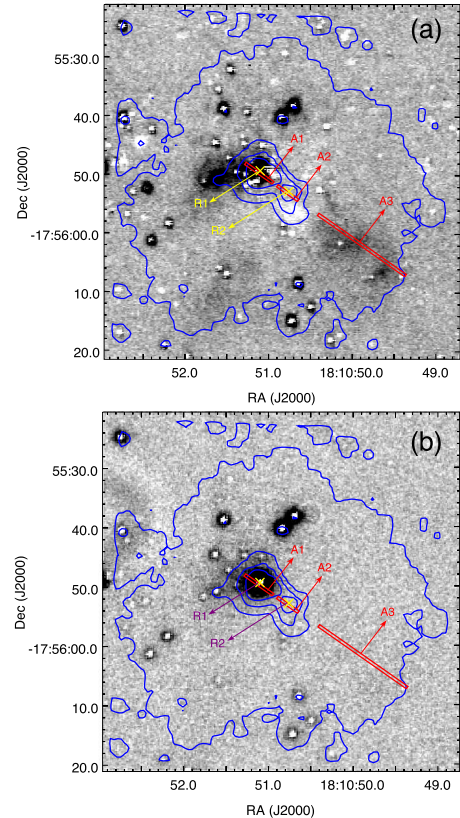 (a)
55:30.0
40.0
50.0
-17:56:00.0
10.0
20.0
Dec (J2000)
A1
A2
A3
R1
R2
52.0
51.0
18:10:50.0
49.0
RA (J2000)
(b)
55:30.0
40.0
50.0
-17:56:00.0
10.0
20.0
Dec (J2000)
A1
A2
A3
R1
R2
52.0
51.0
18:10:50.0
49.0
RA (J2000)